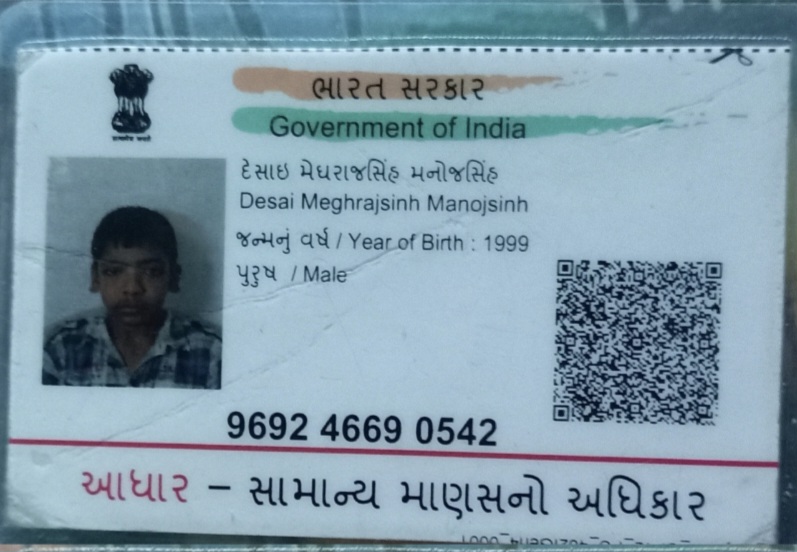 ભારત સરકાર
Government of India
દેસાઇ મેઘરાજસિંહ મનોજસિંહ
Desai Meghrajsinh Manojsinh
જન્મનું વર્ષ / Year of Birth : 1999
પુરુષ / Male
9692 4669 0542
આધાર – સામાન્ય માણસનો અધિકાર